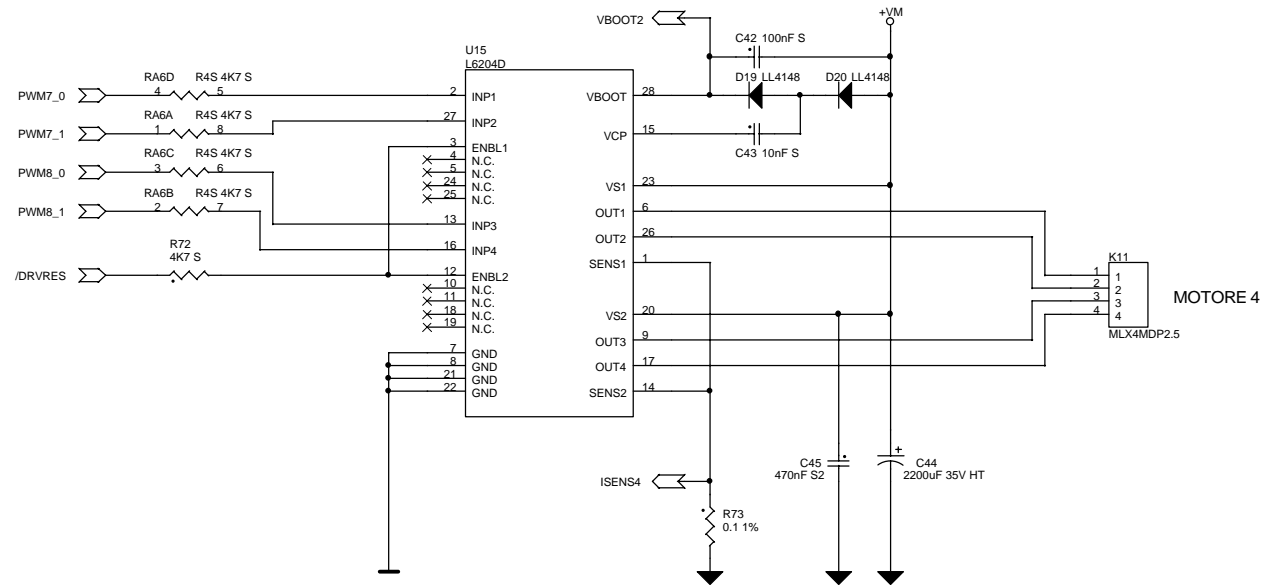 VBOOT2
+VM
C42 100nF S
U15
L6204D
D19 LL4148
D20 LL4148
RA6D R4S 4K7 S
PWM7_0 4 5 2 INP1
VBOOT 28
RA6A R4S 4K7 S
PWM7_1 1 8 27 INP2
VCP 15
C43 10nF S
3 ENBL1
RA6C R4S 4K7 S
PWM8_0 3 6
4 N.C.
5 N.C.
24 N.C.
25 N.C.
VS1 23
RA6B R4S 4K7 S
PWM8_1 2 7
OUT1 6
13 INP3
OUT2 26
16 INP4
R72
4K7 S
SENS1 1
K11
/DRVRES 12 ENBL2
10 N.C.
11 N.C.
18 N.C.
19 N.C.
1 1
2 2
3 3
4 4
MOTORE 4
MLX4MDP2.5
VS2 20
OUT3 9
7 GND
8 GND
21 GND
22 GND
OUT4 17
SENS2 14
ISENS4
C45
470nF S2
+
C44
2200uF 35V HT
R73
0.1 1%